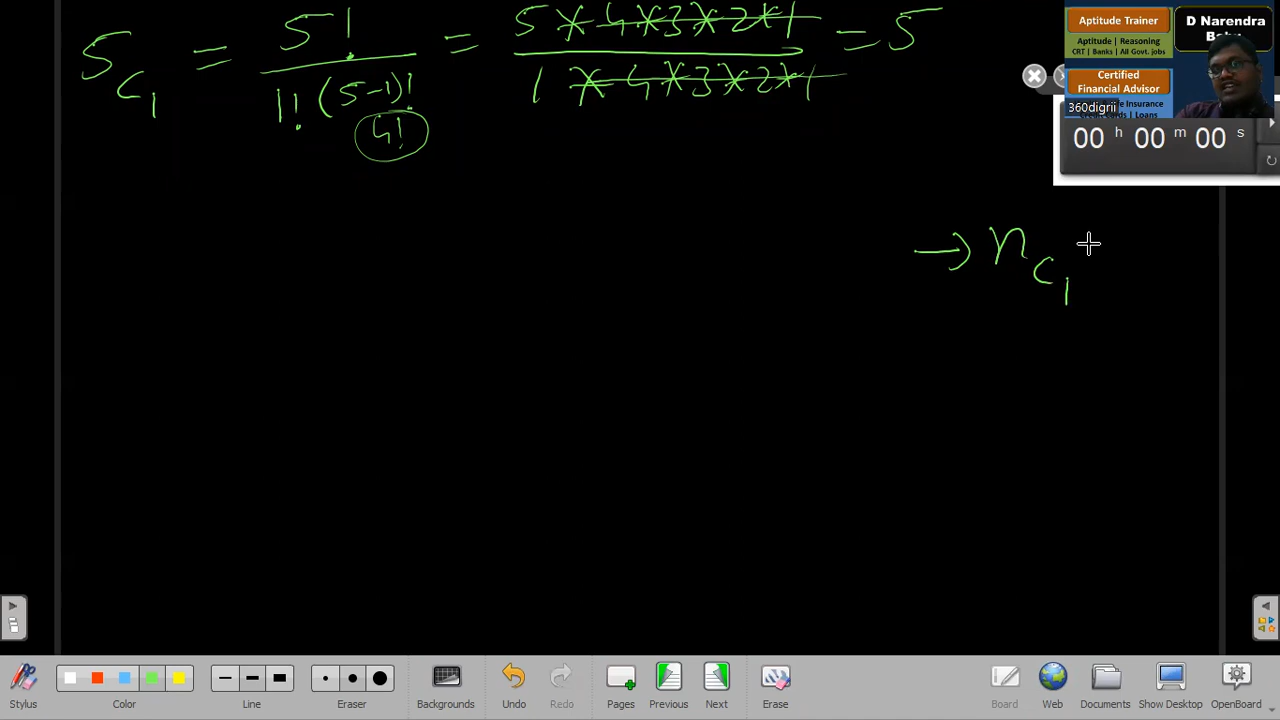 5C1 = 5! / 1!(5-1)! = 5*4*3*2*1 / 1*4*3*2*1 = 5
4!
→ nC1
Aptitude Trainer
D Narendra
Babu
Aptitude | Reasoning
CRT | Banks | All Govt. jobs
Certified
Financial Advisor
360digrii
00 h 00 m 00 s
Stylus
Color
Line
Eraser
Backgrounds
Undo
Redo
Pages
Previous
Next
Erase
Board
Web
Documents
Show Desktop
OpenBoard